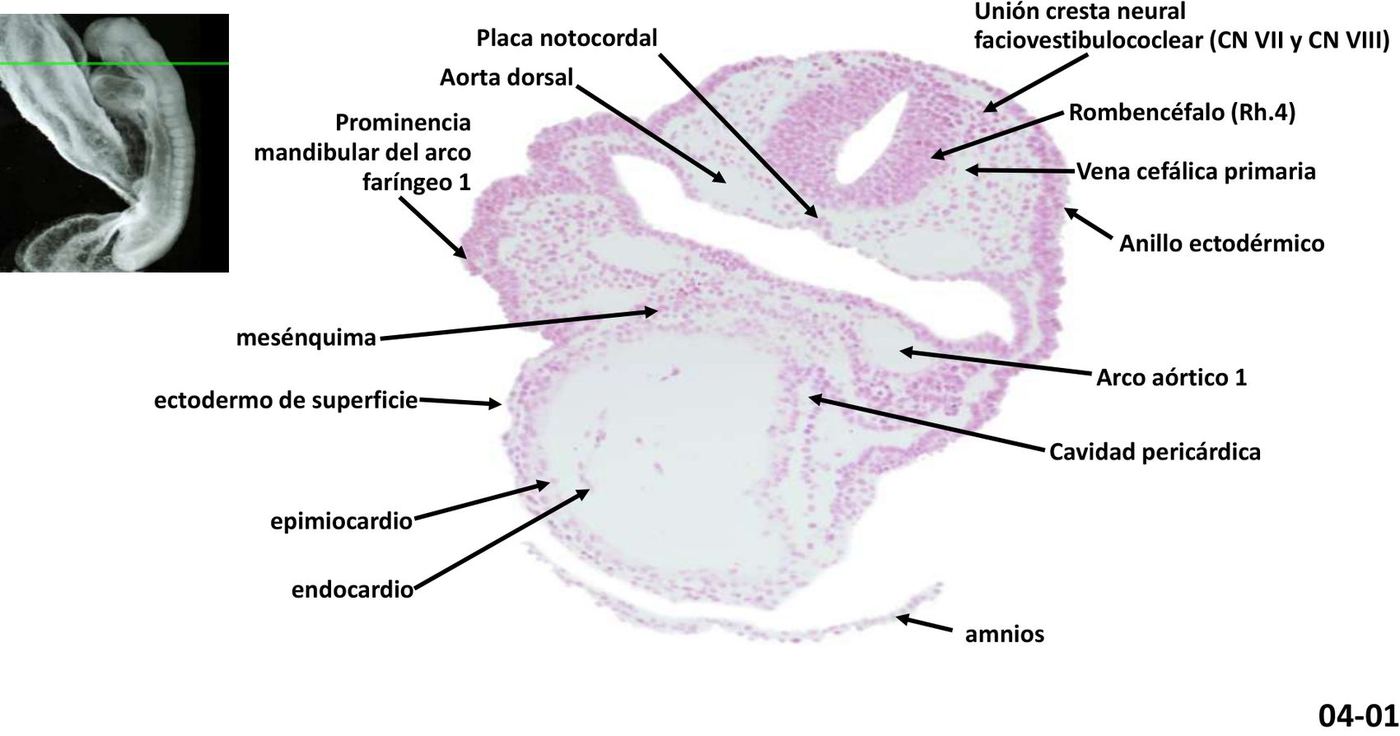 Unión cresta neural
faciovestibulococlear (CN VII y CN VIII)
Placa notocordal
Aorta dorsal
Rombencéfalo (Rh.4)
Prominencia
mandibular del arco
faríngeo 1
Vena cefálica primaria
Anillo ectodérmico
mesénquima
Arco aórtico 1
ectodermo de superficie
Cavidad pericárdica
epimiocardio
endocardio
amnios
04-01